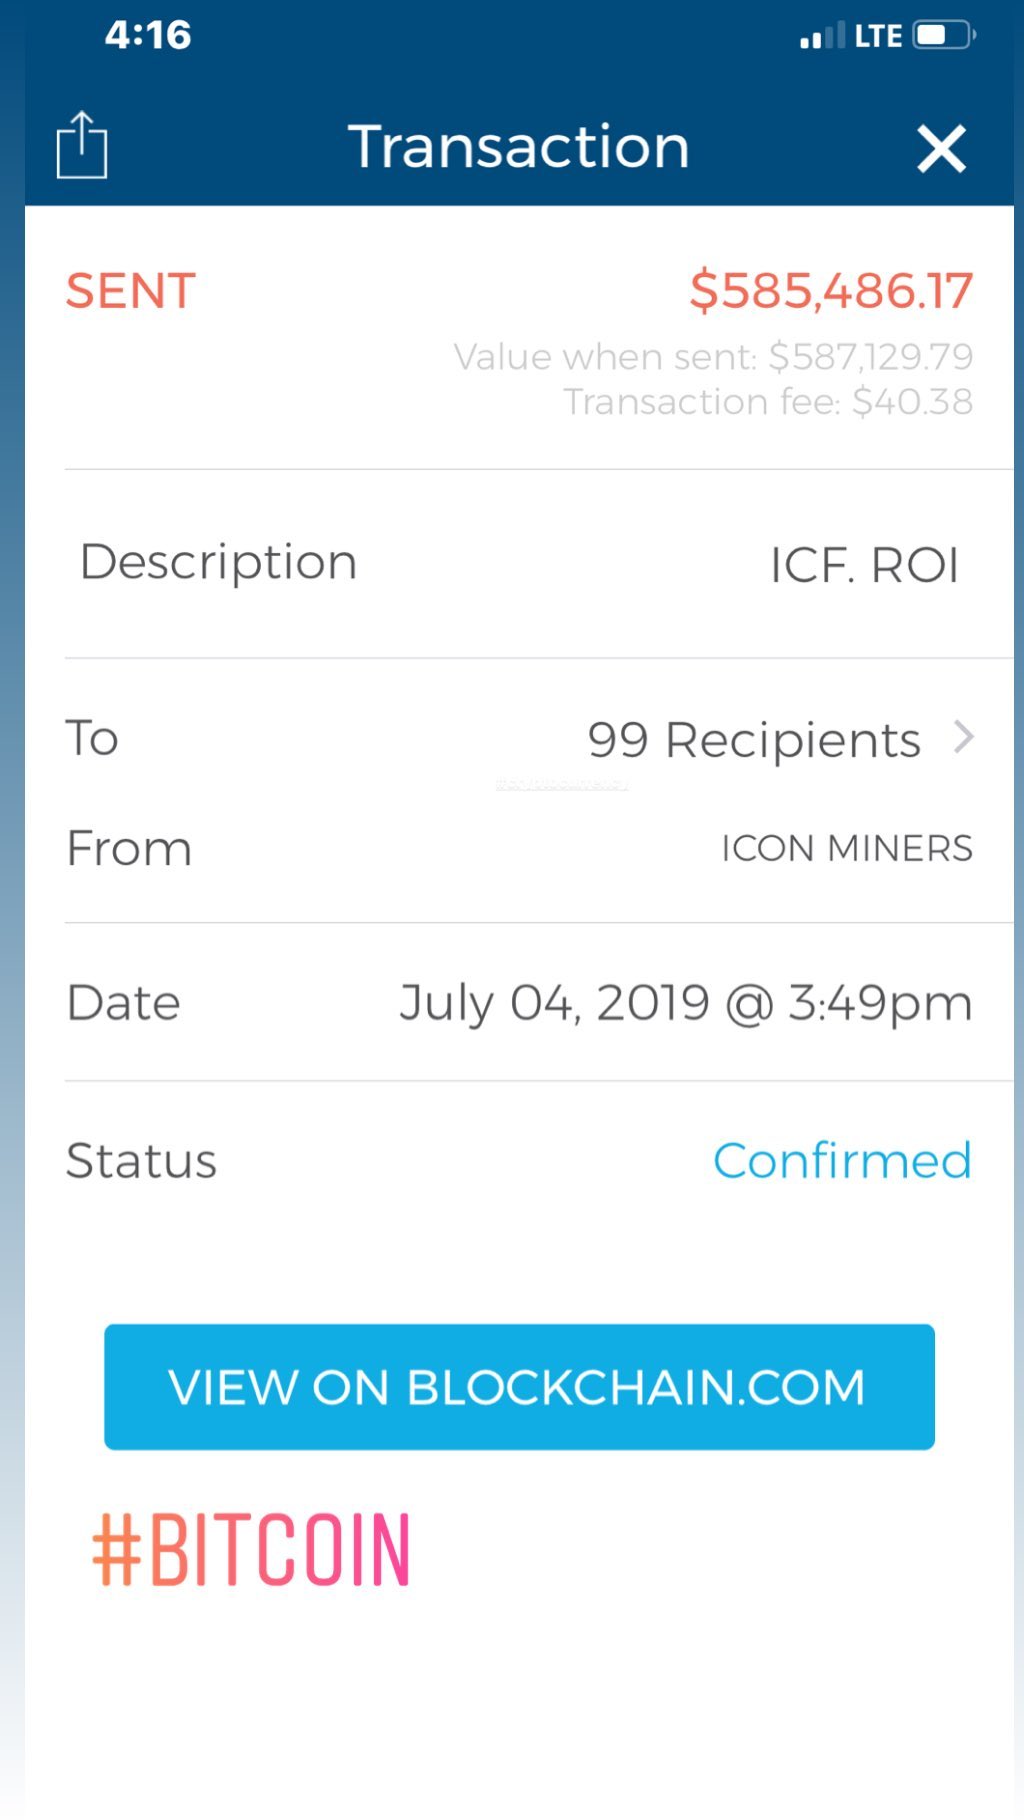 4:16
LTE
Transaction
SENT
$585,486.17
Value when sent: $587,129.79
Transaction fee: $40.38
Description
ICF. ROI
To
99 Recipients
#cryptocurrency
From
ICON MINERS
Date
July 04, 2019 @ 3:49pm
Status
Confirmed
VIEW ON BLOCKCHAIN.COM
#BITCOIN